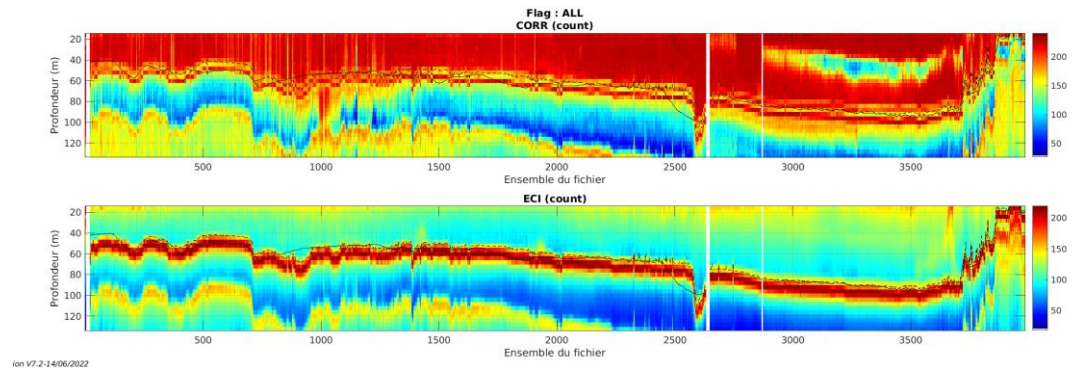 Flag : ALL
CORR (count)
20
40
60
80
100
120
Profondeur (m)
500 1000 1500 2000 2500 3000 3500
Ensemble du fichier
200
150
100
50
ECI (count)
20
40
60
80
100
120
Profondeur (m)
500 1000 1500 2000 2500 3000 3500
Ensemble du fichier
200
150
100
50
ion V7.2-14/06/2022